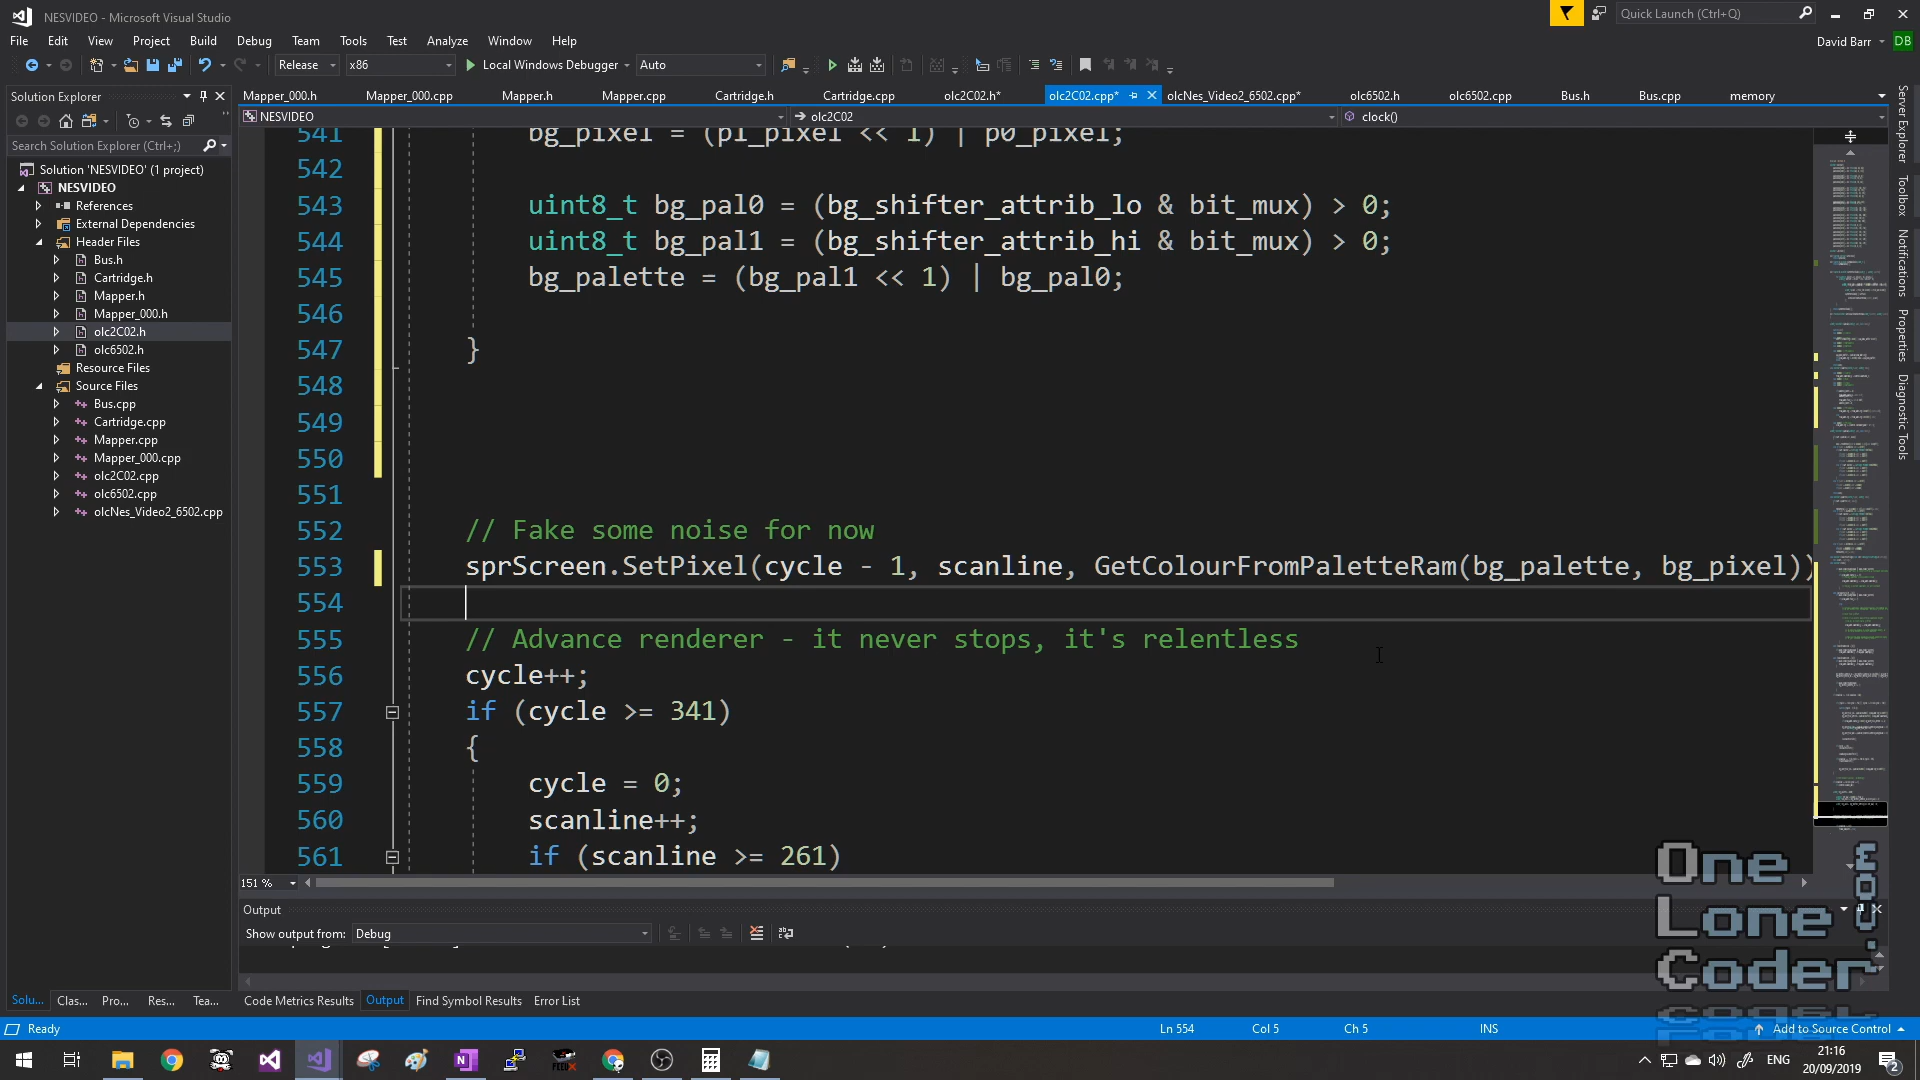 NESVIDEO - Microsoft Visual Studio
Quick Launch (Ctrl+Q)
File Edit View Project Build Debug Team Tools Test Analyze Window Help
David Barr DB
Release x86 Local Windows Debugger Auto
Solution Explorer
Mapper_000.h Mapper_000.cpp Mapper.h Mapper.cpp Cartridge.h Cartridge.cpp olc2C02.h* olc2C02.cpp* olcNes_Video2_6502.cpp* olc6502.h olc6502.cpp Bus.h Bus.cpp memory
NESVIDEO olc2C02 clock()
Search Solution Explorer (Ctrl+;)
Solution 'NESVIDEO' (1 project)
NESVIDEO
References
External Dependencies
Header Files
Bus.h
Cartridge.h
Mapper.h
Mapper_000.h
olc2C02.h
olc6502.h
Resource Files
Source Files
Bus.cpp
Cartridge.cpp
Mapper.cpp
Mapper_000.cpp
olc2C02.cpp
olc6502.cpp
olcNes_Video2_6502.cpp
541 bg_pixel = (p1_pixel << 1) | p0_pixel;
542
543 uint8_t bg_pal0 = (bg_shifter_attrib_lo & bit_mux) > 0;
544 uint8_t bg_pal1 = (bg_shifter_attrib_hi & bit_mux) > 0;
545 bg_palette = (bg_pal1 << 1) | bg_pal0;
546
547 }
548
549
550
551
552 // Fake some noise for now
553 sprScreen.SetPixel(cycle - 1, scanline, GetColourFromPaletteRam(bg_palette, bg_pixel))
554
555 // Advance renderer - it never stops, it's relentless
556 cycle++;
557 if (cycle >= 341)
558 {
559 cycle = 0;
560 scanline++;
561 if (scanline >= 261)
151 %
Server Explorer
Toolbox
Notifications
Properties
Diagnostic Tools
Output
Show output from: Debug
Solu... Clas... Pro... Res... Tea...
Code Metrics Results Output Find Symbol Results Error List
One
Lone
Coder
.com
Ready Ln 554 Col 5 Ch 5 INS Add to Source Control
ENG
21:16
20/09/2019
2